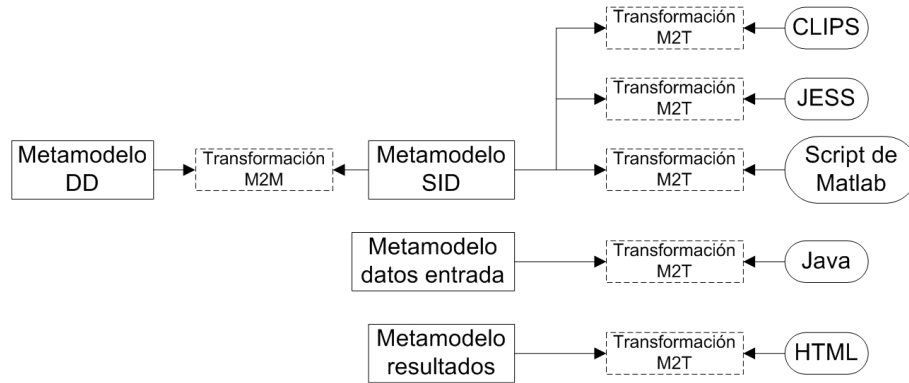 Transformación
M2T
CLIPS
Transformación
M2T
JESS
Metamodelo
DD
Transformación
M2M
Metamodelo
SID
Transformación
M2T
Script de
Matlab
Metamodelo
datos entrada
Transformación
M2T
Java
Metamodelo
resultados
Transformación
M2T
HTML